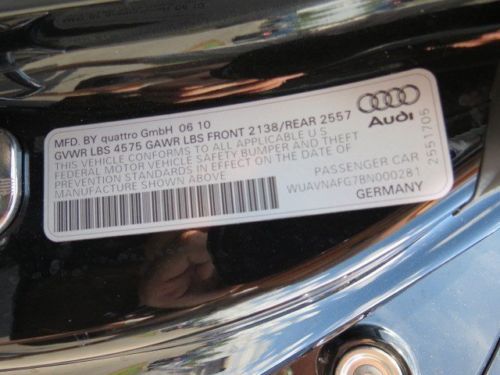 MFD. BY quattro GmbH 06 10
GVWR LBS 4575 GAWR LBS FRONT 2138/REAR 2557
THIS VEHICLE CONFORMS TO ALL APPLICABLE U S
FEDERAL MOTOR VEHICLE SAFETY BUMPER AND THEFT
PREVENTION STANDARDS IN EFFECT ON THE DATE OF
MANUFACTURE SHOWN ABOVE.
Audi
2551705
PASSENGER CAR
WUAVNAFG7BN000281
GERMANY